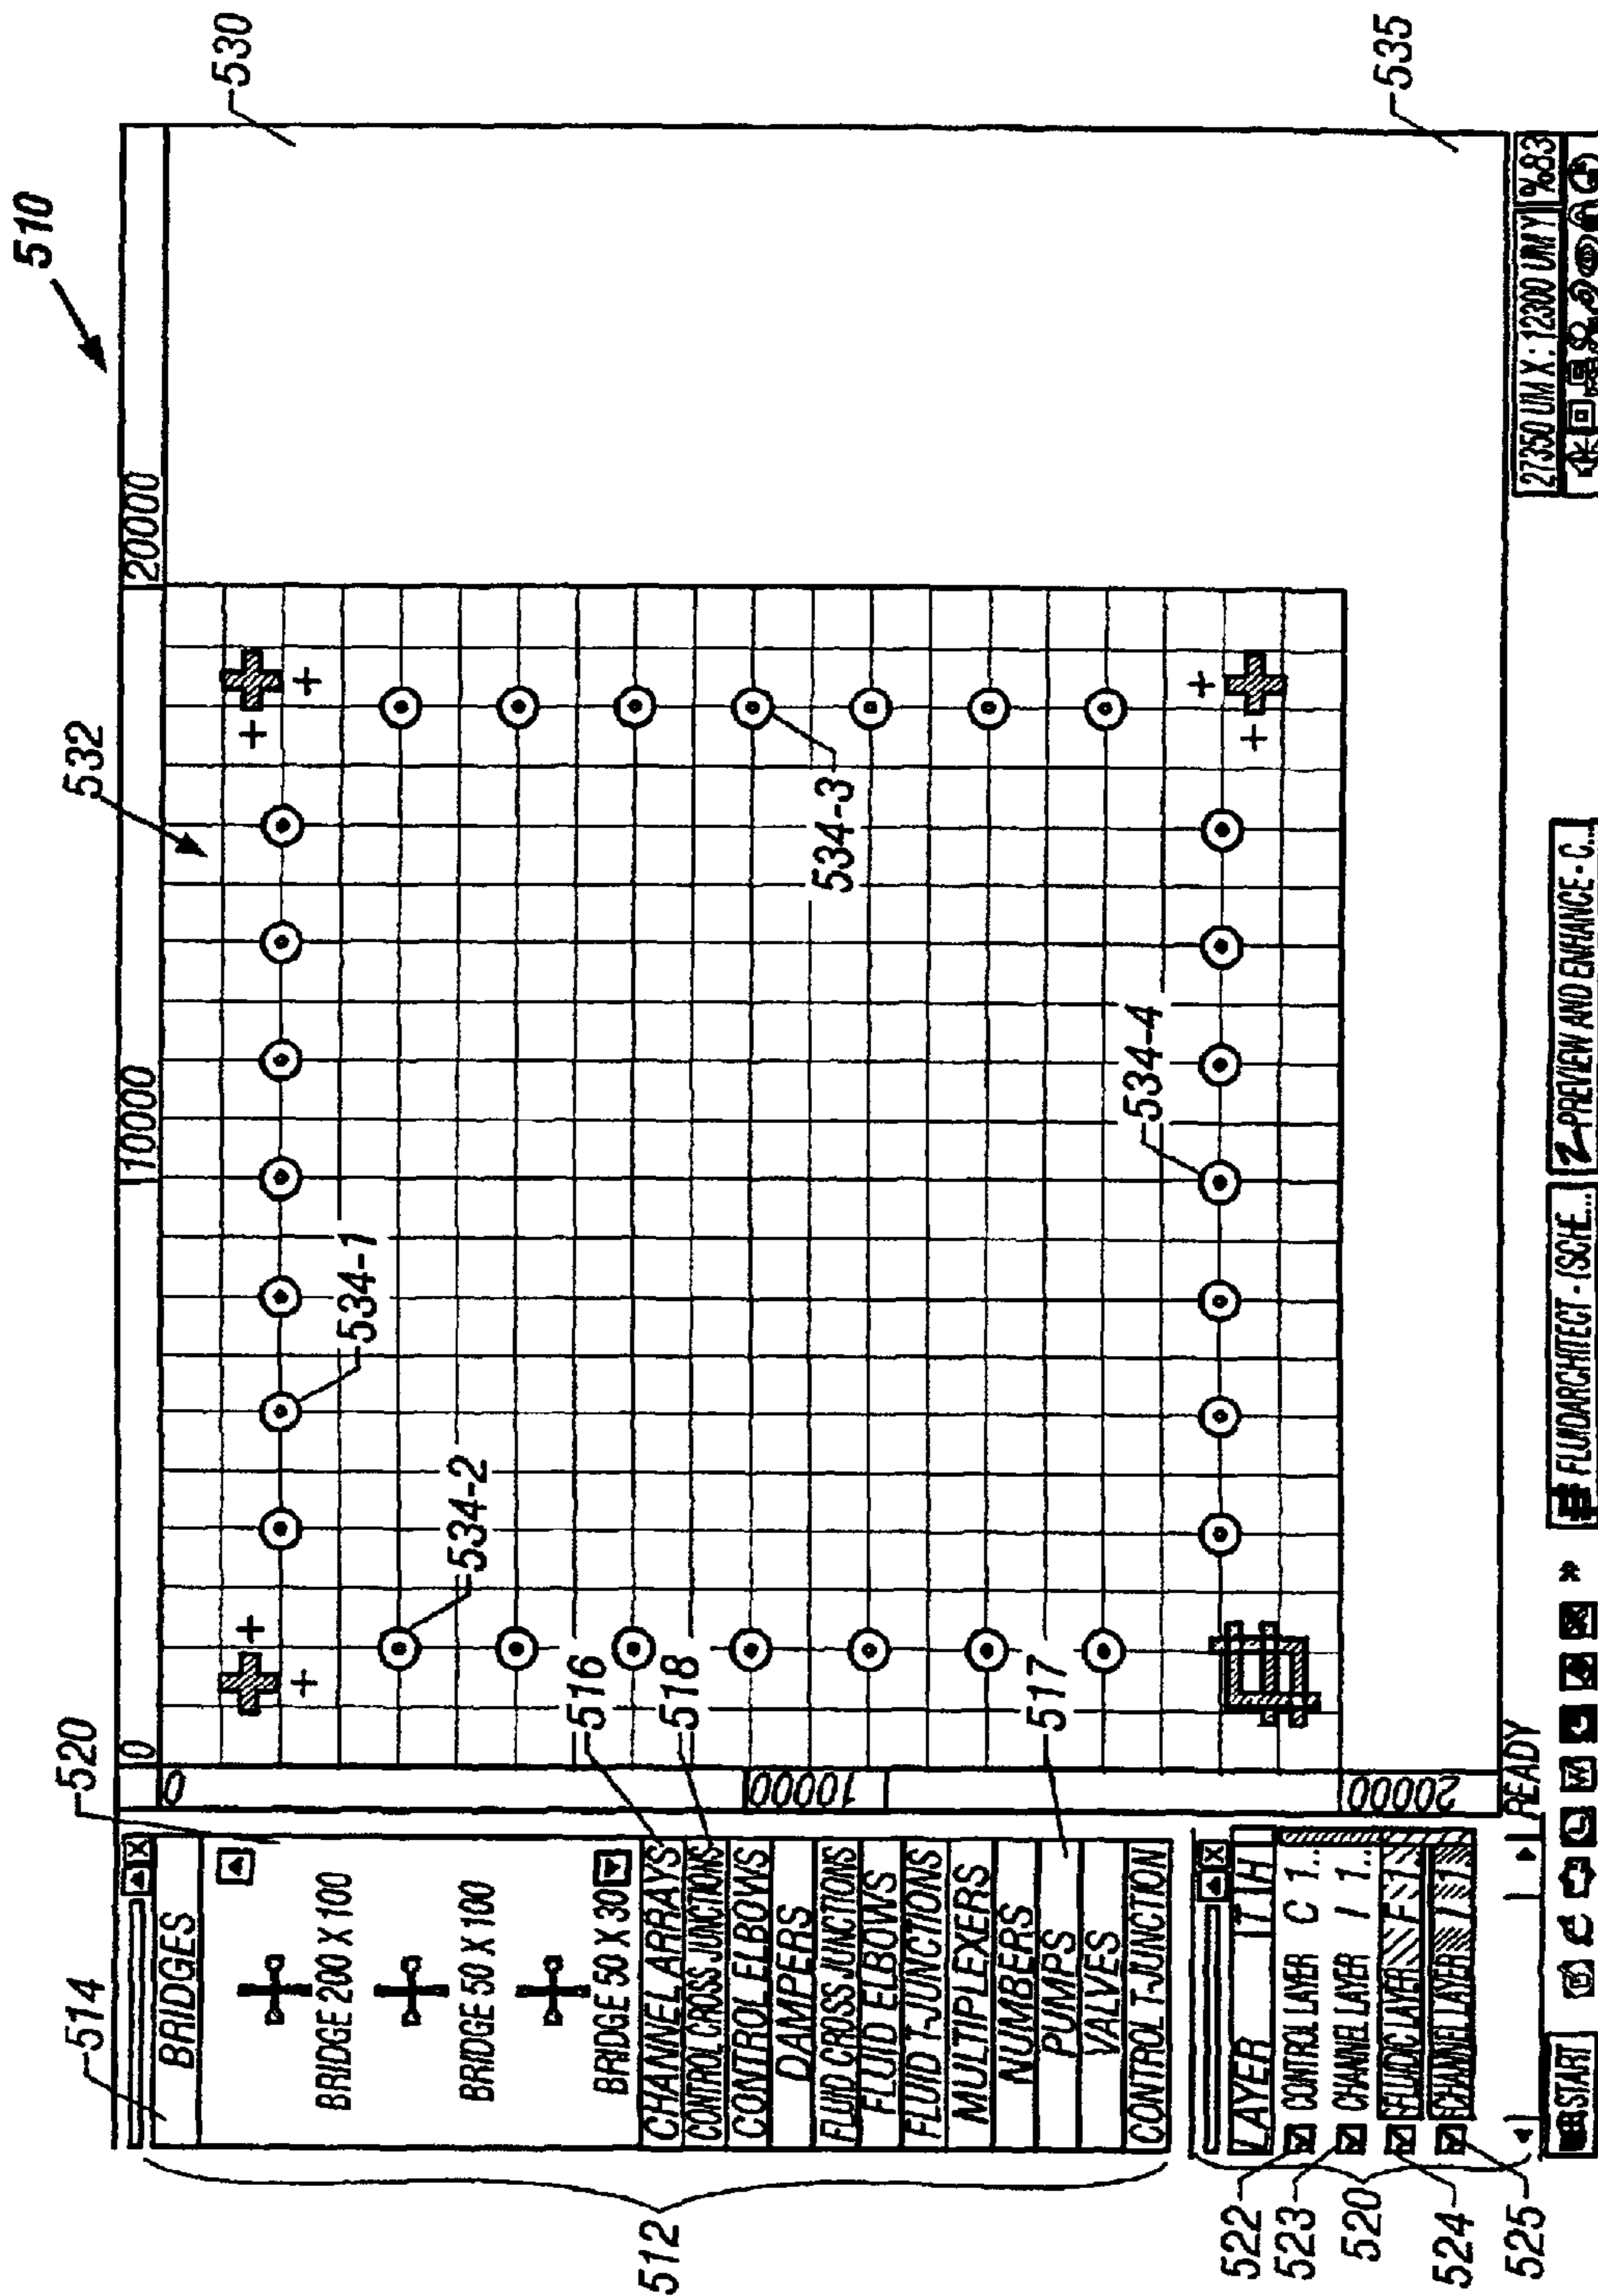 510
514
520
532
530
0
10000
20000
0
10000
20000
BRIDGES
BRIDGE 200 X 100
BRIDGE 50 X 100
BRIDGE 50 X 30
CHANNEL ARRAYS
CONTROL CROSS JUNCTIONS
CONTROL ELBOWS
DAMPERS
FLUID CROSS JUNCTIONS
FLUID ELBOWS
FLUID T-JUNCTIONS
MULTIPLEXERS
NUMBERS
PUMPS
VALVES
CONTROL T-JUNCTION
512
516
518
517
534-1
534-2
534-3
534-4
LAYER
CONTROL LAYER C 1...
CHANNEL LAYER I 1...
FLUIDIC LAYER F 1...
CHANNEL LAYER I 1...
522
523
520
524
525
535
READY
27350 UM X : 12300 UM Y %83
START
FLUIDARCHITECT - [SCHE...
PREVIEW AND ENHANCE - C...